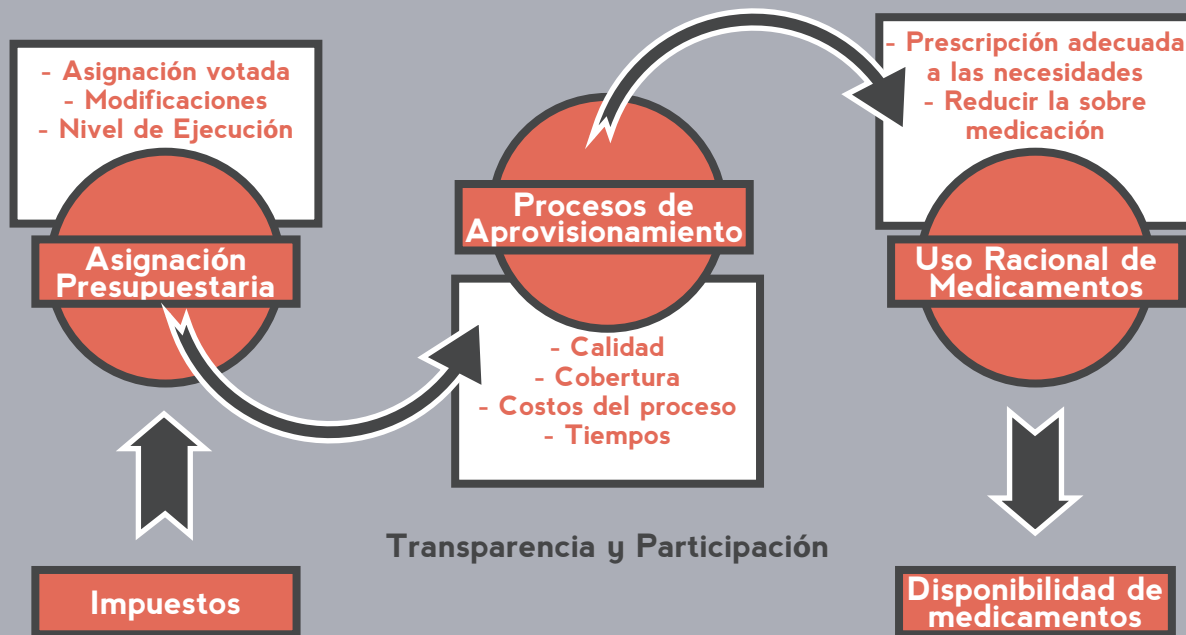 - Asignación votada
- Modificaciones
- Nivel de Ejecución
Asignación
Presupuestaria
Impuestos
Procesos de
Aprovisionamiento
- Calidad
- Cobertura
- Costos del proceso
- Tiempos
Transparencia y Participación
- Prescripción adecuada
a las necesidades
- Reducir la sobre
medicación
Uso Racional de
Medicamentos
Disponibilidad de
medicamentos